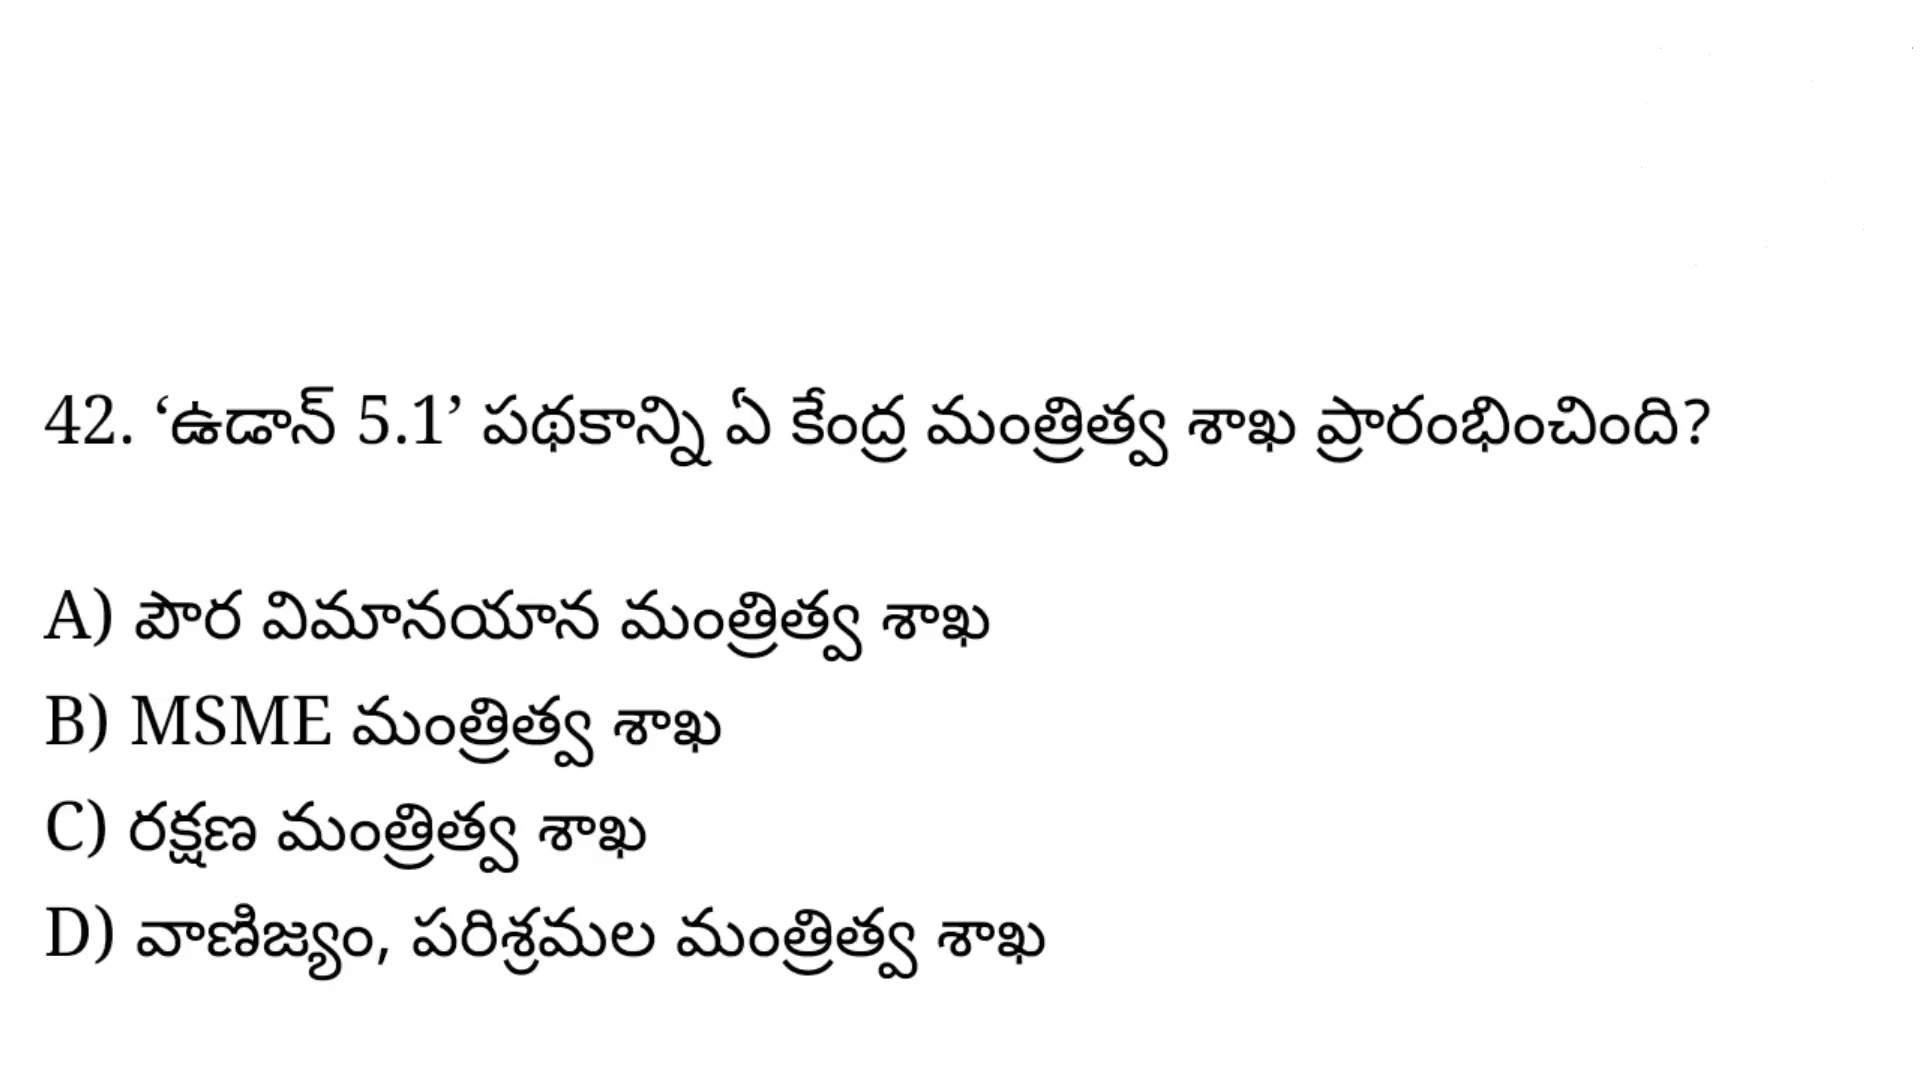 42. ‘ఉడాన్ 5.1’ పథకాన్ని ఏ కేంద్ర మంత్రిత్వ శాఖ ప్రారంభించింది?
A) పౌర విమానయాన మంత్రిత్వ శాఖ
B) MSME మంత్రిత్వ శాఖ
C) రక్షణ మంత్రిత్వ శాఖ
D) వాణిజ్యం, పరిశ్రమల మంత్రిత్వ శాఖ